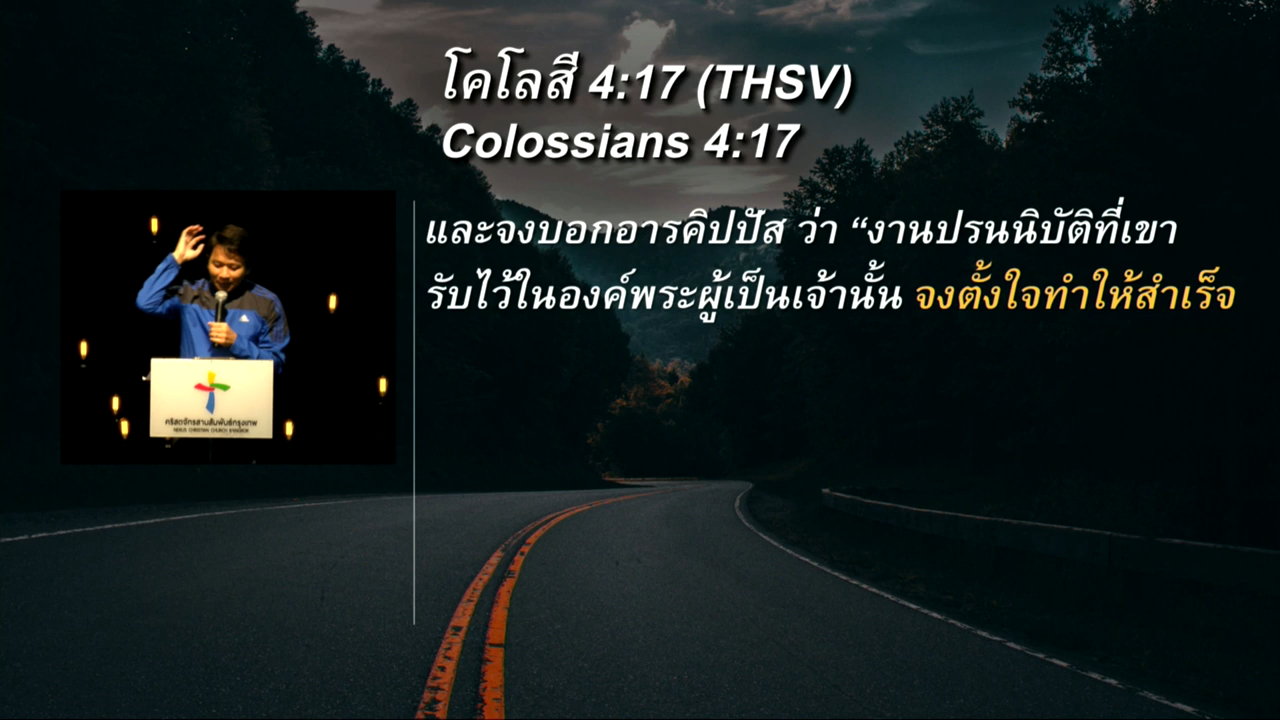 โคโลสี 4:17 (THSV)
Colossians 4:17
และจงบอกอารคิปปัส ว่า “งานปรนนิบัติที่เขา
รับไว้ในองค์พระผู้เป็นเจ้านั้น จงตั้งใจทำให้สำเร็จ
คริสตจักรสานสัมพันธ์กรุงเทพ
NEXUS CHRISTIAN CHURCH BANGKOK